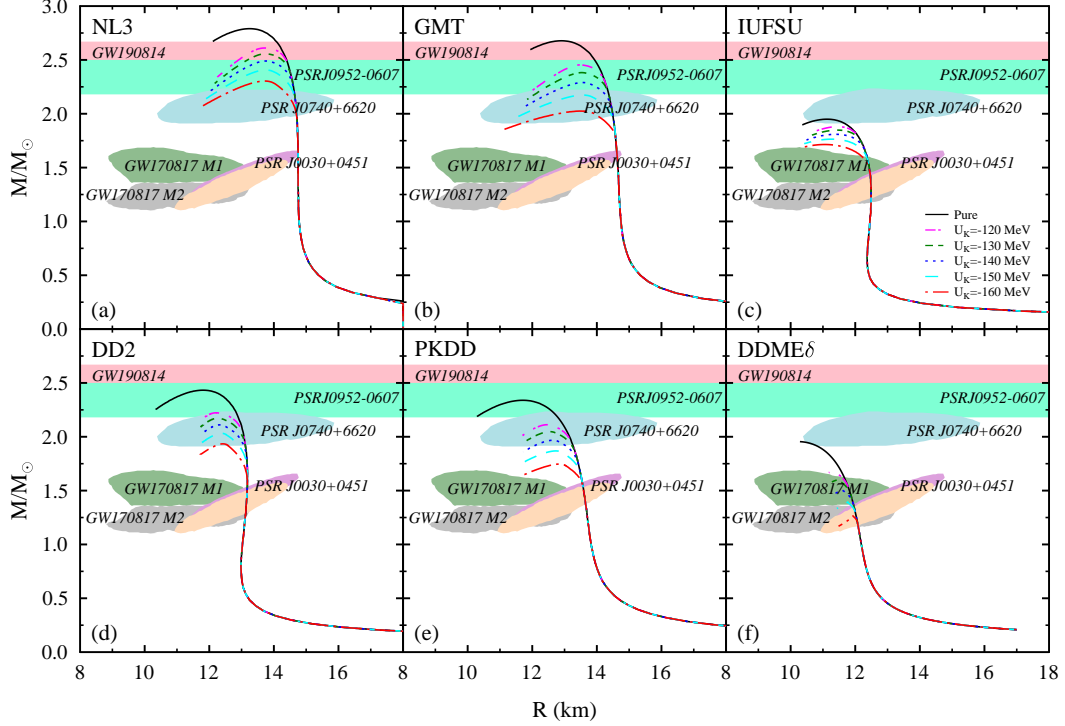 NL3
GW190814
PSRJ0952-0607
PSR J0740+6620
GW170817 M1
PSR J0030+0451
GW170817 M2
(a)
GMT
GW190814
PSRJ0952-0607
PSR J0740+6620
GW170817 M1
PSR J0030+0451
GW170817 M2
(b)
IUFSU
GW190814
PSRJ0952-0607
PSR J0740+6620
GW170817 M1
PSR J0030+0451
GW170817 M2
Pure
U_K=-120 MeV
U_K=-130 MeV
U_K=-140 MeV
U_K=-150 MeV
U_K=-160 MeV
(c)
3.0
2.5
2.0
1.5
1.0
0.5
0.0
M/M☉
DD2
GW190814
PSRJ0952-0607
PSR J0740+6620
GW170817 M1
PSR J0030+0451
GW170817 M2
(d)
PKDD
GW190814
PSRJ0952-0607
PSR J0740+6620
GW170817 M1
PSR J0030+0451
GW170817 M2
(e)
DDMEδ
GW190814
PSRJ0952-0607
PSR J0740+6620
GW170817 M1
PSR J0030+0451
GW170817 M2
(f)
2.5
2.0
1.5
1.0
0.5
0.0
M/M☉
8 10 12 14 16 8 10 12 14 16 8 10 12 14 16 18
R (km)